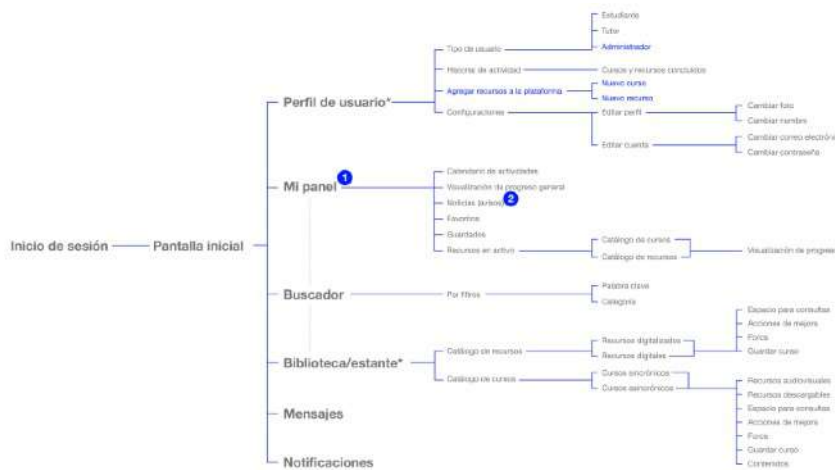 Inicio de sesión
Pantalla inicial
Perfil de usuario*
Tipo de usuario
Estudiante
Tutor
Administrador
Historial de actividad
Cursos y recursos concluidos
Agregar recursos a la plataforma
Nuevo curso
Nuevo recurso
Configuraciones
Editar perfil
Cambiar foto
Cambiar nombre
Editar cuenta
Cambiar correo electróni
Cambiar contraseña
Mi panel 1
Calendario de actividades
Visualización de progreso general
Noticias (avisos) 2
Favoritos
Guardados
Recursos en activo
Catálogo de cursos
Catálogo de recursos
Visualización de progreso
Buscador
Por filtros
Palabra clave
Categoría
Biblioteca/estante*
Catálogo de recursos
Recursos digitalizados
Recursos digitales
Espacio para consultas
Acciones de mejora
Foros
Guardar curso
Catálogo de cursos
Cursos sincrónicos
Cursos asincrónicos
Recursos audiovisuales
Recursos descargables
Espacio para consultas
Acciones de mejora
Foros
Guardar curso
Contenidos
Mensajes
Notificaciones